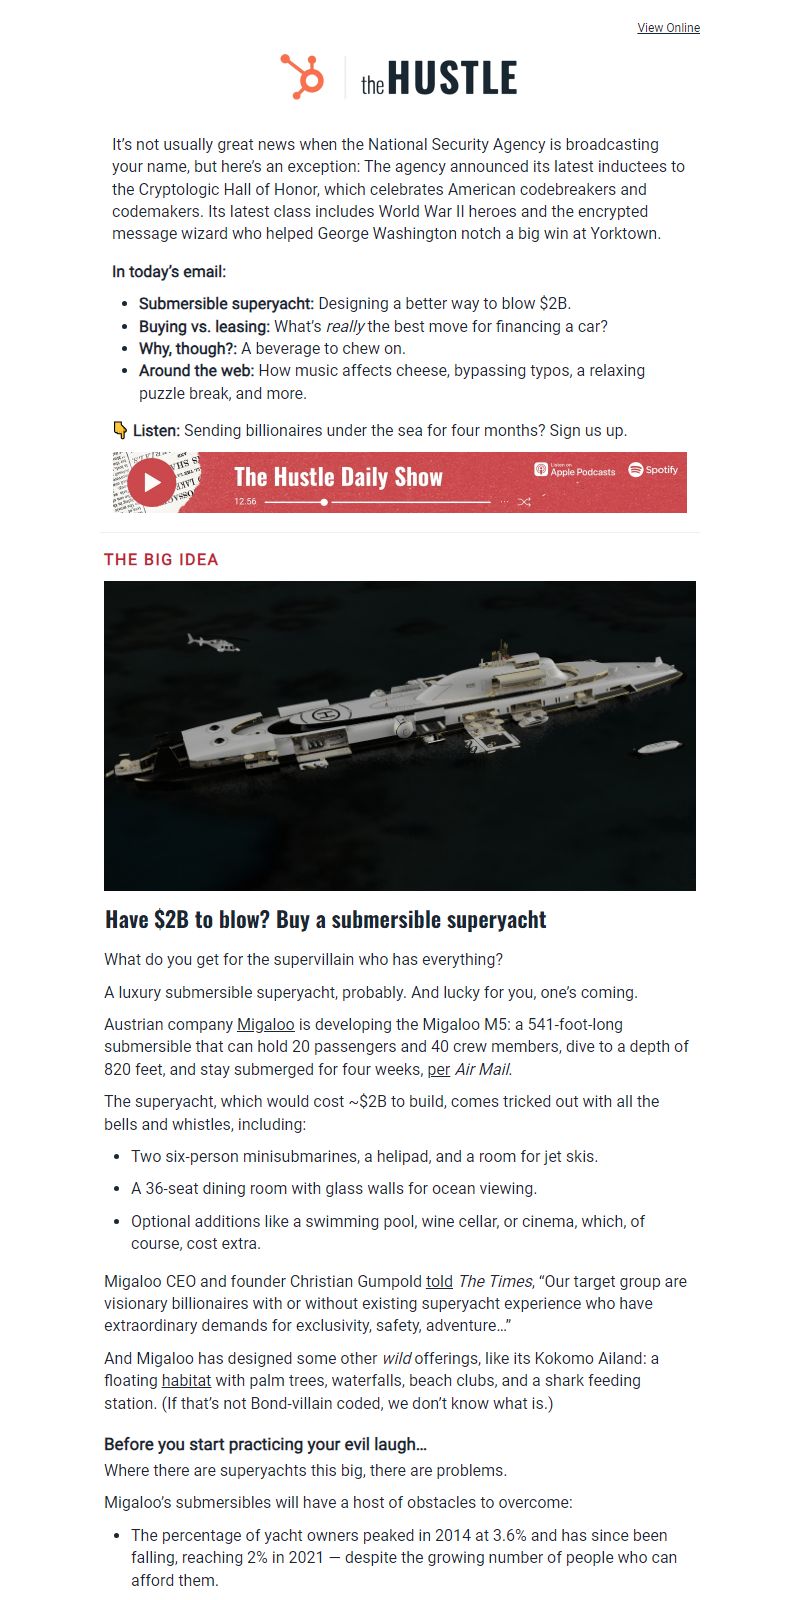 View Online
the HUSTLE
It’s not usually great news when the National Security Agency is broadcasting
your name, but here’s an exception: The agency announced its latest inductees to
the Cryptologic Hall of Honor, which celebrates American codebreakers and
codemakers. Its latest class includes World War II heroes and the encrypted
message wizard who helped George Washington notch a big win at Yorktown.
In today’s email:
• Submersible superyacht: Designing a better way to blow $2B.
• Buying vs. leasing: What’s really the best move for financing a car?
• Why, though?: A beverage to chew on.
• Around the web: How music affects cheese, bypassing typos, a relaxing
puzzle break, and more.
👇 Listen: Sending billionaires under the sea for four months? Sign us up.
The Hustle Daily Show
Listen on
Apple Podcasts
Spotify
12:56
THE BIG IDEA
H
Have $2B to blow? Buy a submersible superyacht
What do you get for the supervillain who has everything?
A luxury submersible superyacht, probably. And lucky for you, one’s coming.
Austrian company Migaloo is developing the Migaloo M5: a 541-foot-long
submersible that can hold 20 passengers and 40 crew members, dive to a depth of
820 feet, and stay submerged for four weeks, per Air Mail.
The superyacht, which would cost ~$2B to build, comes tricked out with all the
bells and whistles, including:
• Two six-person minisubmarines, a helipad, and a room for jet skis.
• A 36-seat dining room with glass walls for ocean viewing.
• Optional additions like a swimming pool, wine cellar, or cinema, which, of
course, cost extra.
Migaloo CEO and founder Christian Gumpold told The Times, “Our target group are
visionary billionaires with or without existing superyacht experience who have
extraordinary demands for exclusivity, safety, adventure…”
And Migaloo has designed some other wild offerings, like its Kokomo Ailand: a
floating habitat with palm trees, waterfalls, beach clubs, and a shark feeding
station. (If that’s not Bond-villain coded, we don’t know what is.)
Before you start practicing your evil laugh…
Where there are superyachts this big, there are problems.
Migaloo’s submersibles will have a host of obstacles to overcome:
• The percentage of yacht owners peaked in 2014 at 3.6% and has since been
falling, reaching 2% in 2021 — despite the growing number of people who can
afford them.